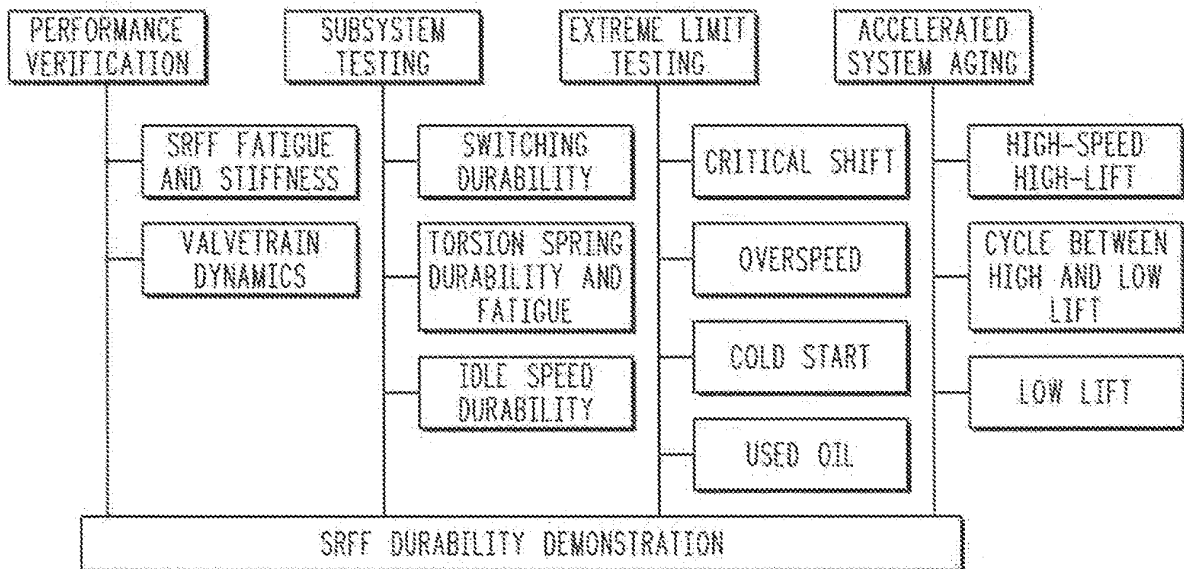 PERFORMANCE
VERIFICATION
SUBSYSTEM
TESTING
EXTREME LIMIT
TESTING
ACCELERATED
SYSTEM AGING
SRFF FATIGUE
AND STIFFNESS
VALVETRAIN
DYNAMICS
SWITCHING
DURABILITY
TORSION SPRING
DURABILITY AND
FATIGUE
IDLE SPEED
DURABILITY
CRITICAL SHIFT
OVERSPEED
COLD START
USED OIL
HIGH-SPEED
HIGH-LIFT
CYCLE BETWEEN
HIGH AND LOW
LIFT
LOW LIFT
SRFF DURABILITY DEMONSTRATION